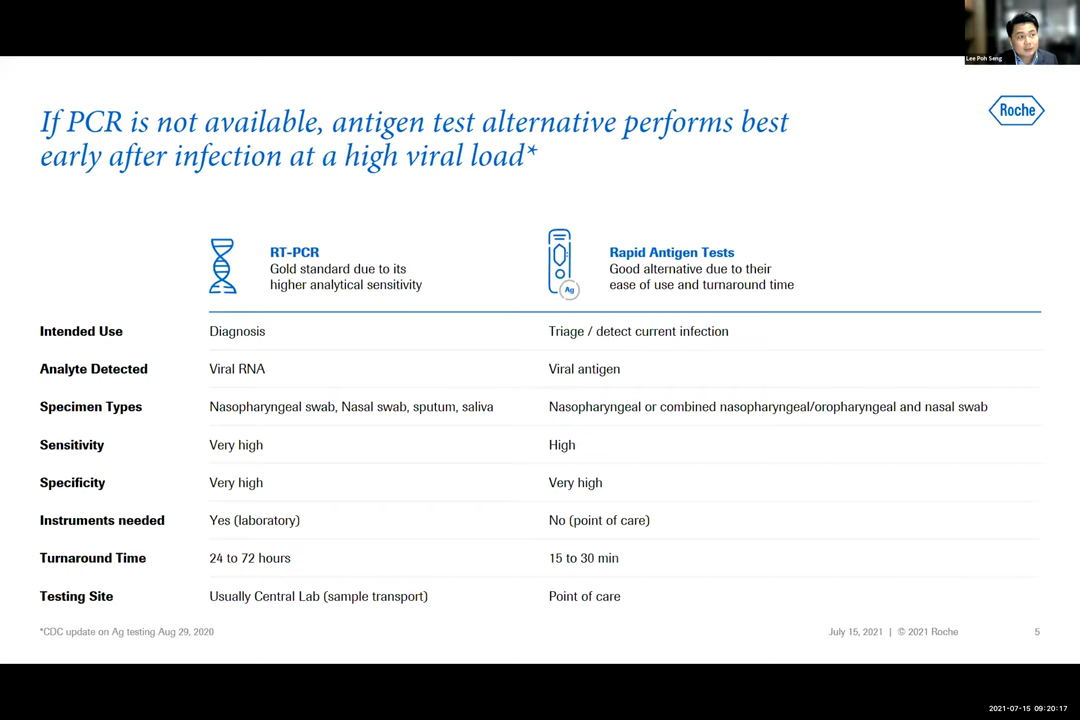 Lee Poh Seng
If PCR is not available, antigen test alternative performs best
early after infection at a high viral load*
Roche
RT-PCR
Gold standard due to its
higher analytical sensitivity
Ag
Rapid Antigen Tests
Good alternative due to their
ease of use and turnaround time
Intended Use Diagnosis Triage / detect current infection
Analyte Detected Viral RNA Viral antigen
Specimen Types Nasopharyngeal swab, Nasal swab, sputum, saliva Nasopharyngeal or combined nasopharyngeal/oropharyngeal and nasal swab
Sensitivity Very high High
Specificity Very high Very high
Instruments needed Yes (laboratory) No (point of care)
Turnaround Time 24 to 72 hours 15 to 30 min
Testing Site Usually Central Lab (sample transport) Point of care
*CDC update on Ag testing Aug 29, 2020 July 15, 2021 | © 2021 Roche 5
2021-07-15 09:20:17